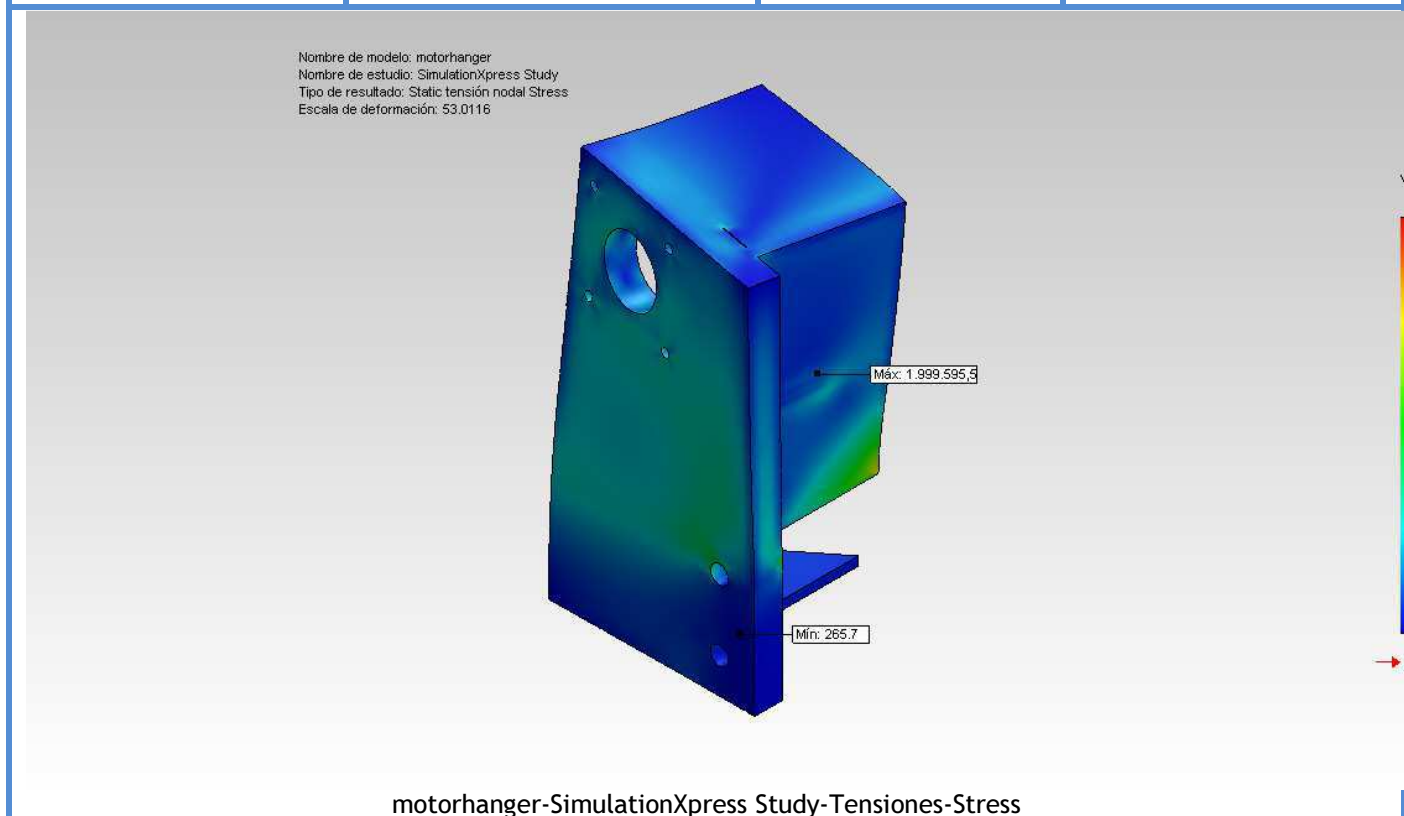 Nombre de modelo: motorhanger
Nombre de estudio: SimulationXpress Study
Tipo de resultado: Static tensión nodal Stress
Escala de deformación: 53.0116
Máx: 1.999.595,5
Mín: 265.7
motorhanger-SimulationXpress Study-Tensiones-Stress